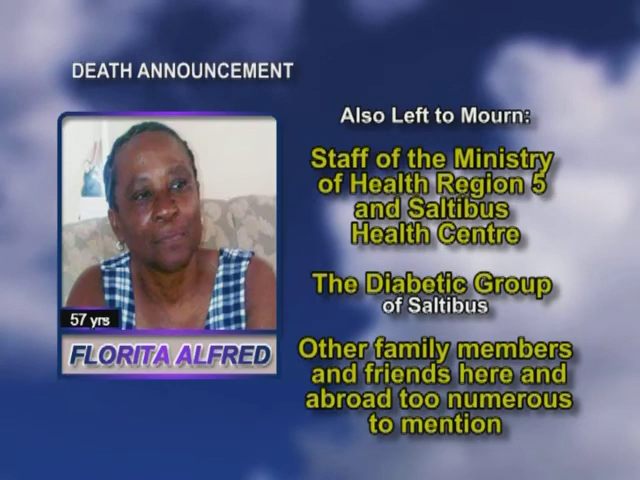 DEATH ANNOUNCEMENT
57 yrs
FLORITA ALFRED
Also Left to Mourn:
Staff of the Ministry
of Health Region 5
and Saltibus
Health Centre
The Diabetic Group
of Saltibus
Other family members
and friends here and
abroad too numerous
to mention